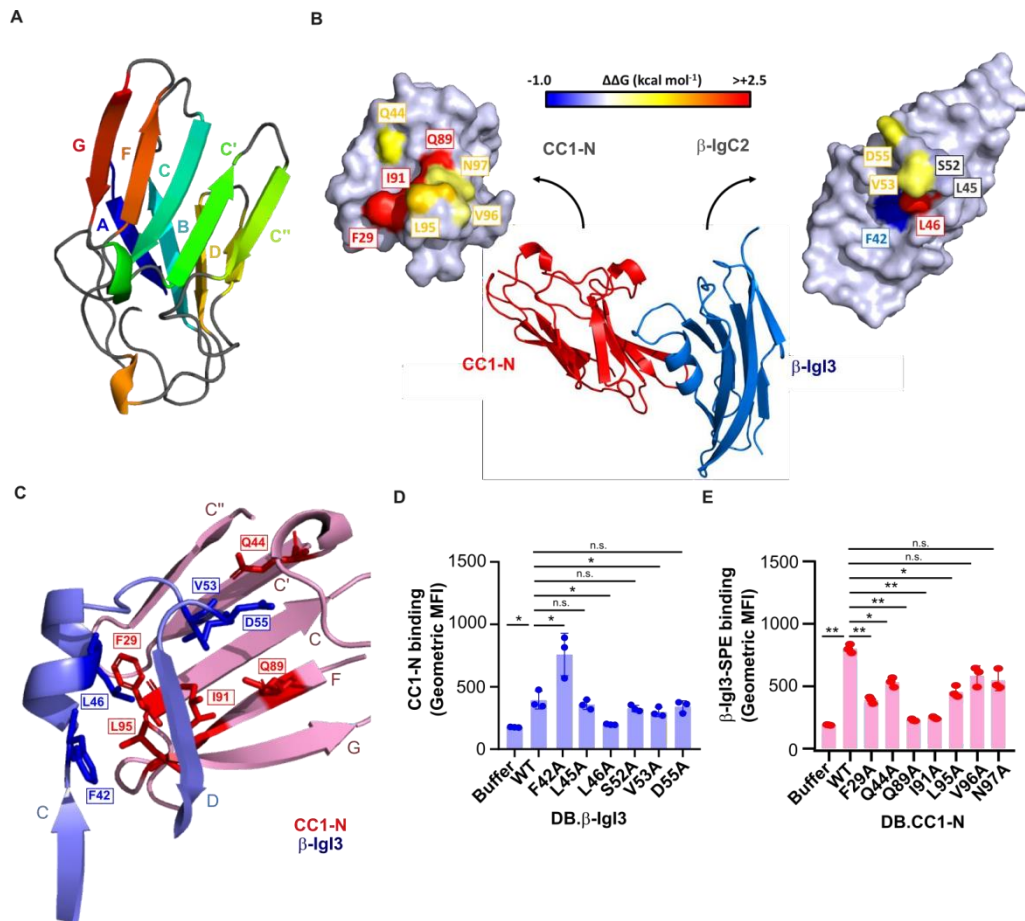 A
G
F
C
C'
A
B
D
C"
B
-1.0 ΔΔG (kcal mol⁻¹) >+2.5
CC1-N
β-IgC2
Q44
Q89
N97
I91
F29
L95
V96
D55
S52
V53
L45
F42
L46
CC1-N
β-IgI3
C
C"
Q44
V53
C'
D55
F29
C
Q89
F
L46
I91
L95
G
F42
C
D
CC1-N
β-IgI3
D
n.s.
*
n.s.
*
n.s.
*
*
CC1-N binding
(Geometric MFI)
1500
1000
500
0
Buffer
WT
F42A
L45A
L46A
S52A
V53A
D55A
DB.β-IgI3
E
n.s.
n.s.
*
**
**
*
**
**
β-IgI3-SPE binding
(Geometric MFI)
1500
1000
500
0
Buffer
WT
F29A
Q44A
Q89A
I91A
L95A
V96A
N97A
DB.CC1-N